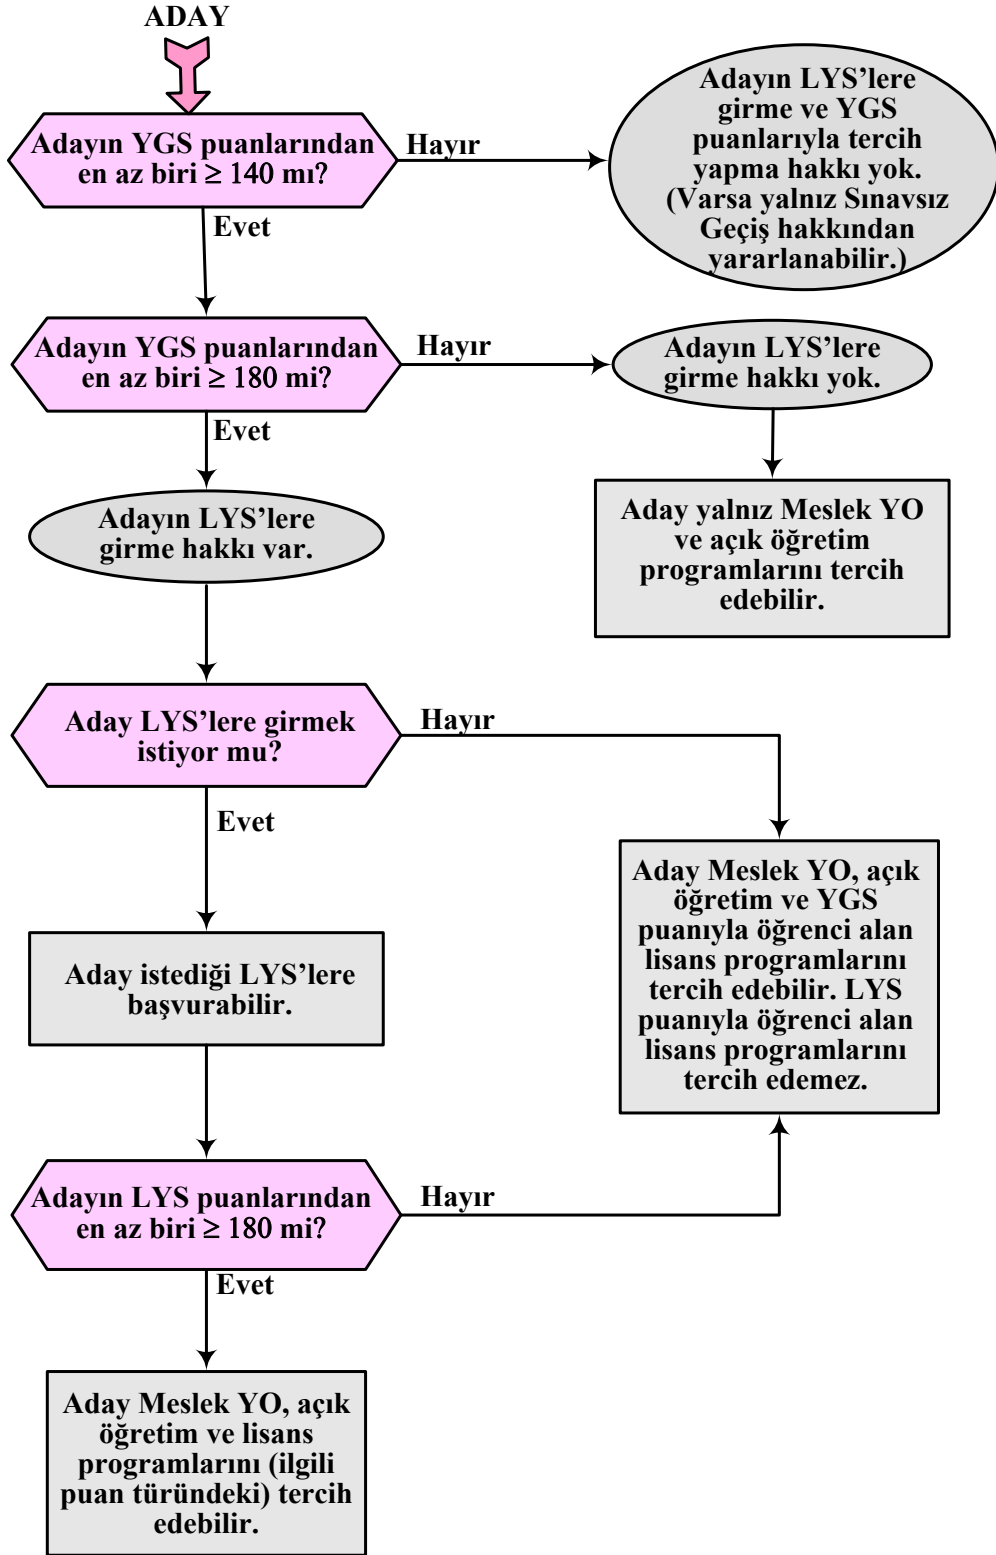 ADAY
Adayın YGS puanlarından
en az biri ≥ 140 mı?
Hayır
Adayın LYS’lere
girme ve YGS
puanlarıyla tercih
yapma hakkı yok.
(Varsa yalnız Sınavsız
Geçiş hakkından
yararlanabilir.)
Evet
Adayın YGS puanlarından
en az biri ≥ 180 mi?
Hayır
Adayın LYS’lere
girme hakkı yok.
Evet
Aday yalnız Meslek YO
ve açık öğretim
programlarını tercih
edebilir.
Adayın LYS’lere
girme hakkı var.
Aday LYS’lere girmek
istiyor mu?
Hayır
Evet
Aday Meslek YO, açık
öğretim ve YGS
puanıyla öğrenci alan
lisans programlarını
tercih edebilir. LYS
puanıyla öğrenci alan
lisans programlarını
tercih edemez.
Aday istediği LYS’lere
başvurabilir.
Adayın LYS puanlarından
en az biri ≥ 180 mi?
Hayır
Evet
Aday Meslek YO, açık
öğretim ve lisans
programlarını (ilgili
puan türündeki) tercih
edebilir.